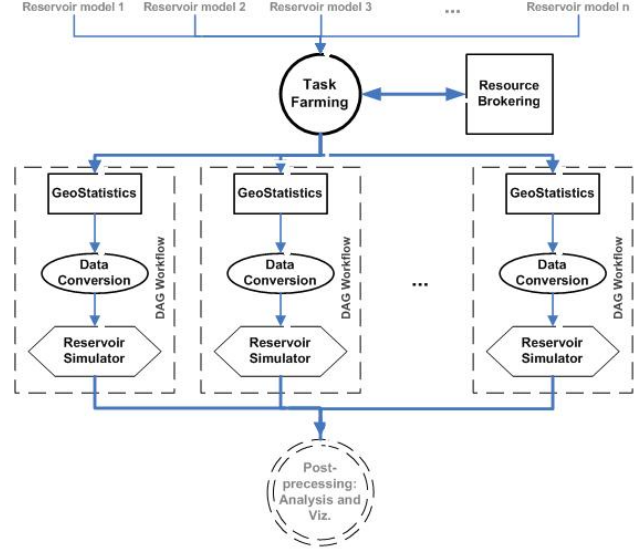 Reservoir model 1 Reservoir model 2 Reservoir model 3 ... Reservoir model n
Task
Farming
Resource
Brokering
GeoStatistics
Data
Conversion
Reservoir
Simulator
DAG Workflow
GeoStatistics
Data
Conversion
Reservoir
Simulator
DAG Workflow
...
GeoStatistics
Data
Conversion
Reservoir
Simulator
DAG Workflow
Post-
precessing:
Analysis and
Viz.